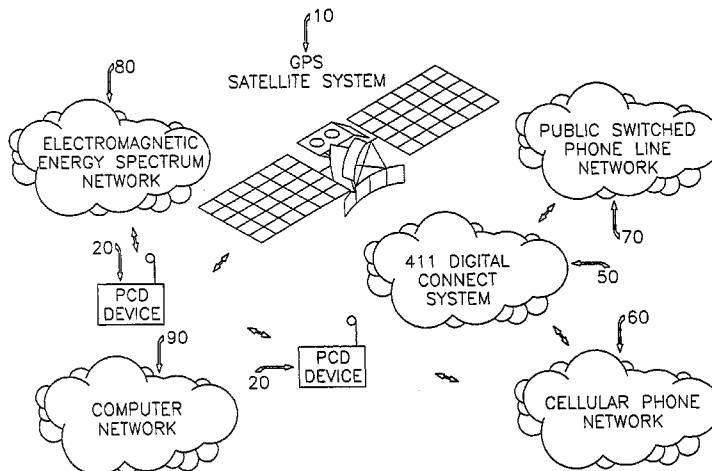 10
GPS
SATELLITE SYSTEM
80
ELECTROMAGNETIC
ENERGY SPECTRUM
NETWORK
PUBLIC SWITCHED
PHONE LINE
NETWORK
70
20
PCD
DEVICE
411 DIGITAL
CONNECT
SYSTEM
50
90
COMPUTER
NETWORK
20
PCD
DEVICE
60
CELLULAR PHONE
NETWORK